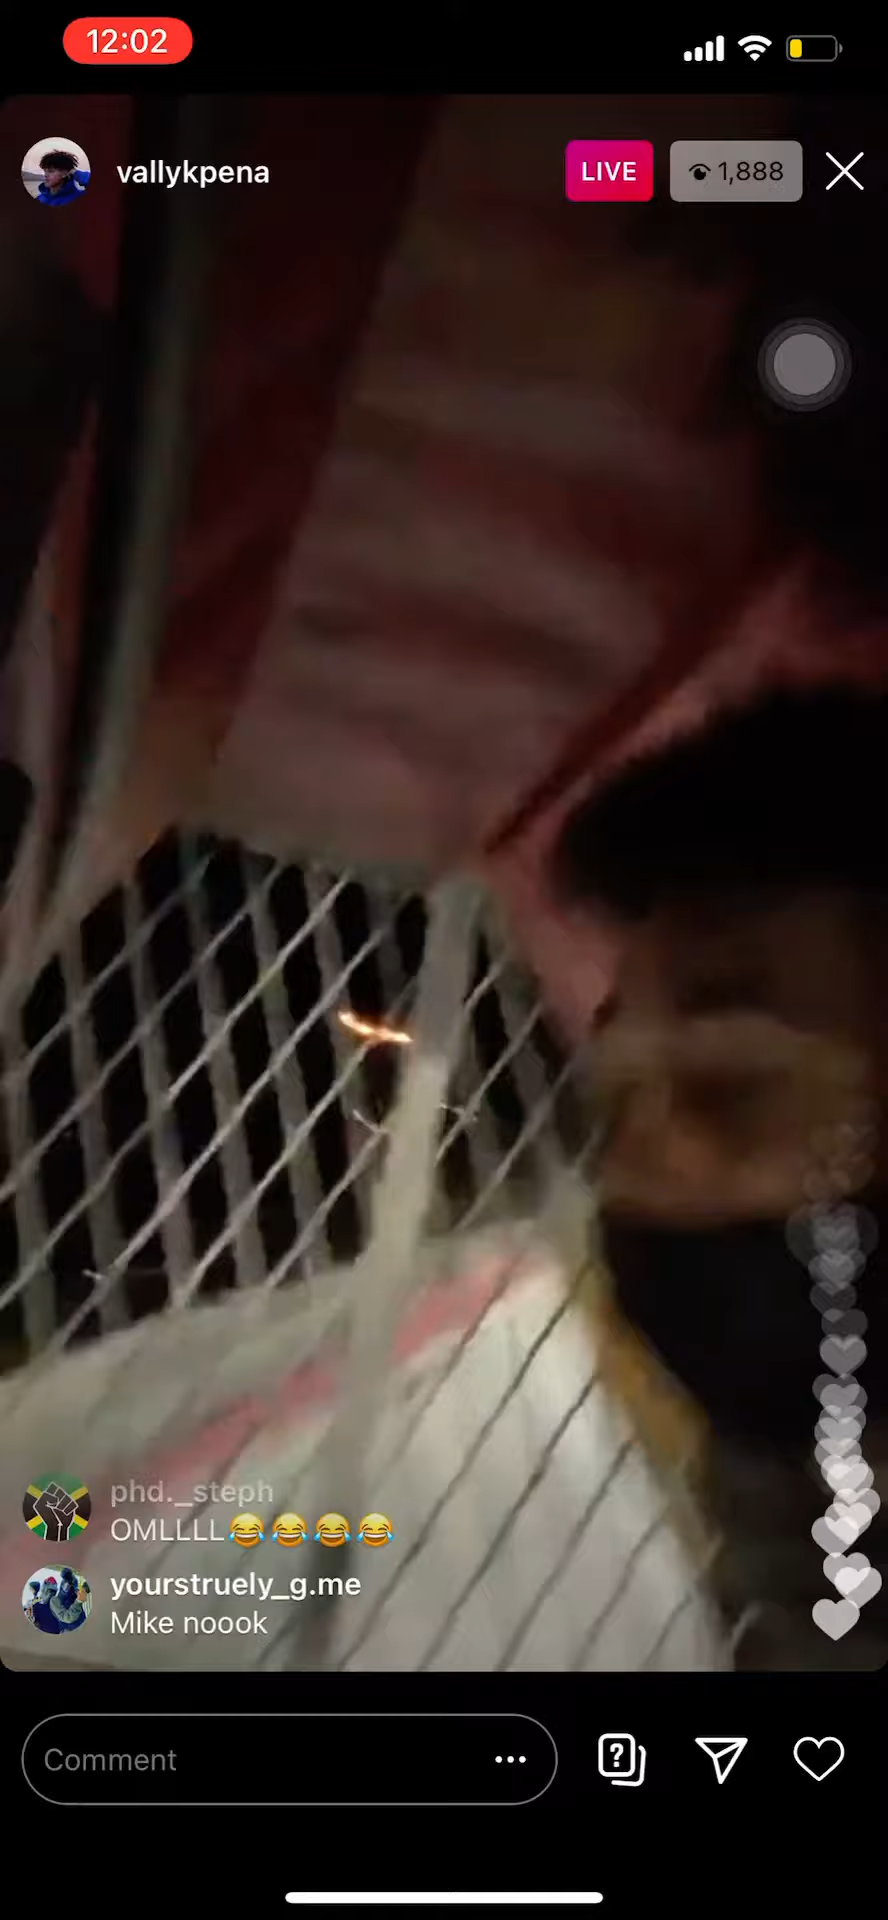 12:02
vallykpena
LIVE
1,888
phd._steph
OMLLLL😂😂😂😂
yourstruely_g.me
Mike noook
Comment